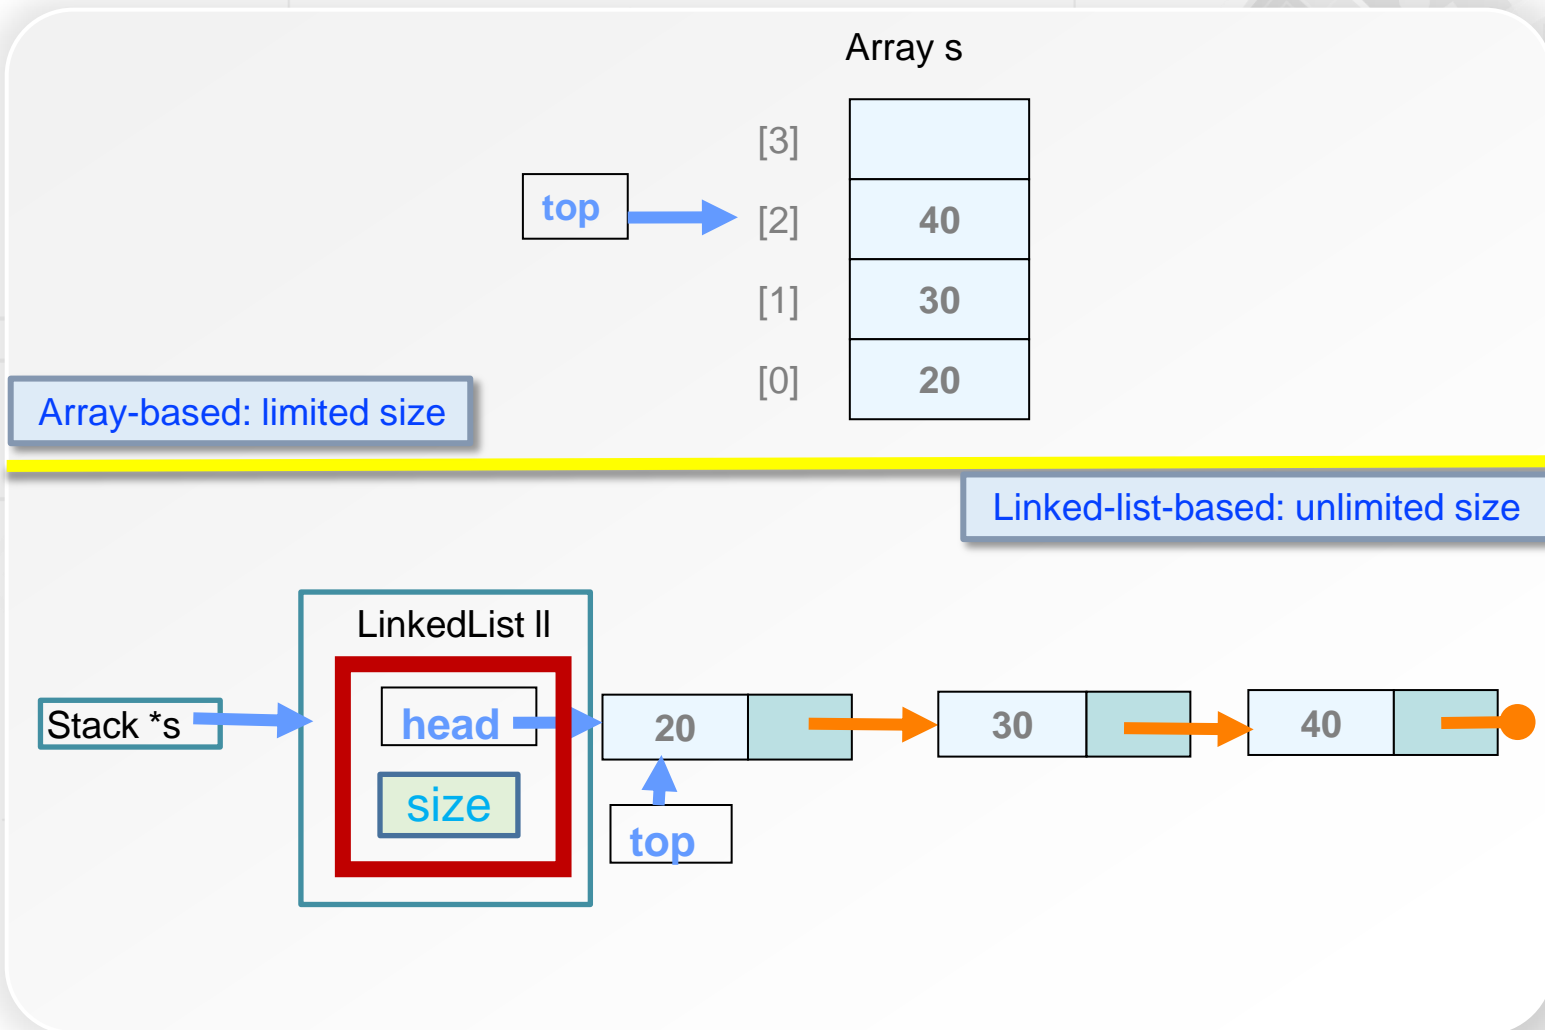 Array s
[3]
top
[2] 40
[1] 30
[0] 20
Array-based: limited size
Linked-list-based: unlimited size
LinkedList ll
Stack *s
head
20
30
40
size
top